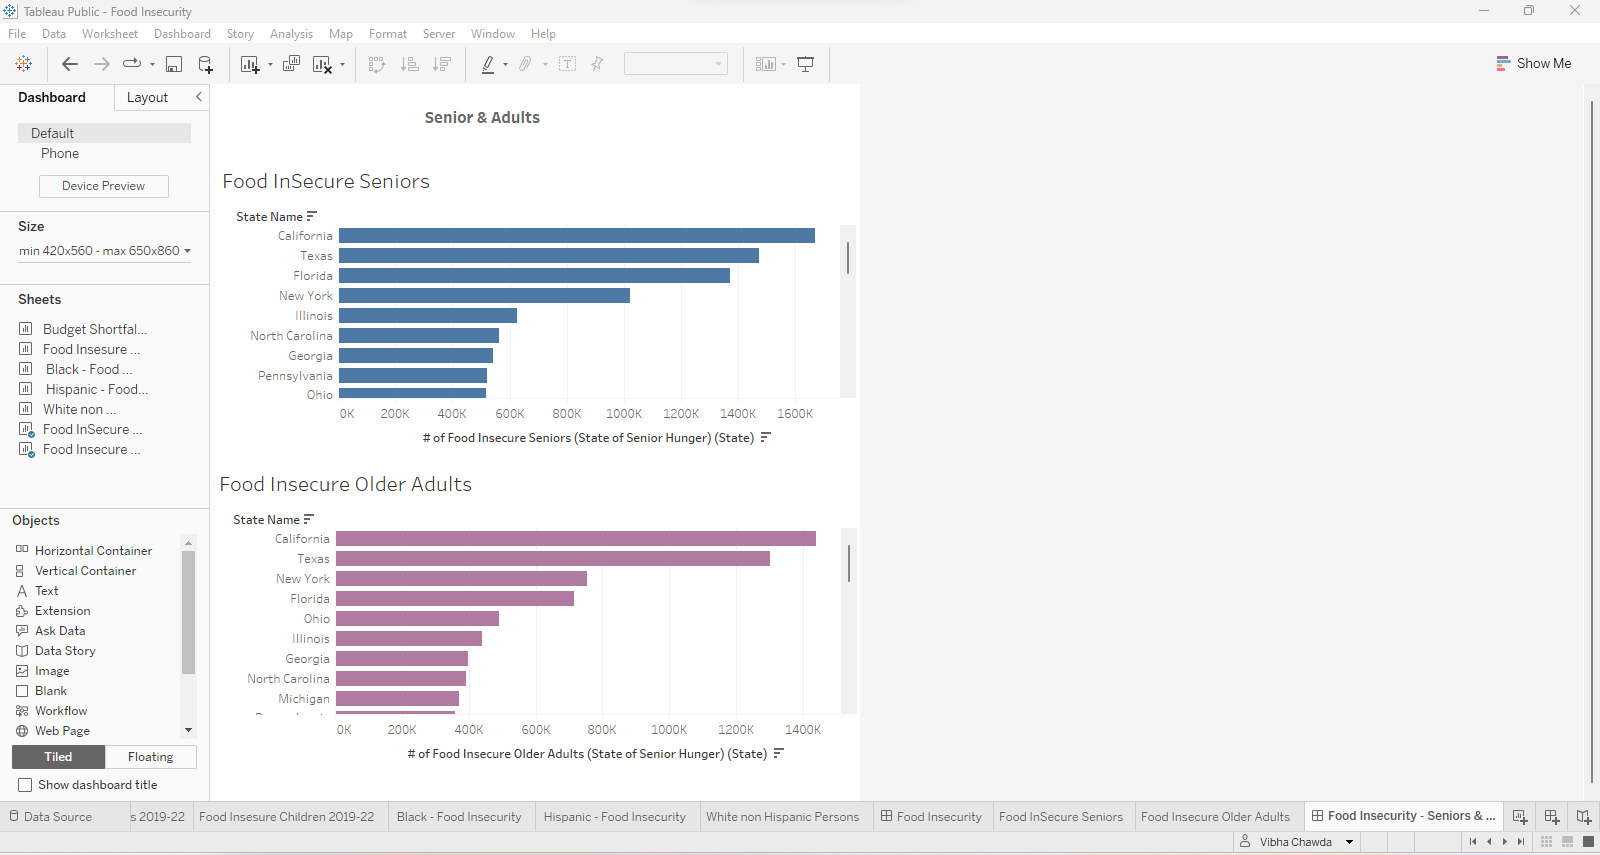 Tableau Public - Food Insecurity
File Data Worksheet Dashboard Story Analysis Map Format Server Window Help
Show Me
Dashboard Layout
Default
Phone
Device Preview
Size
min 420x560 - max 650x860
Sheets
Budget Shortfal...
Food Insesure ...
Black - Food ...
Hispanic - Food...
White non ...
Food InSecure ...
Food Insecure ...
Objects
Horizontal Container
Vertical Container
Text
Extension
Ask Data
Data Story
Image
Blank
Workflow
Web Page
Tiled Floating
Show dashboard title
Senior & Adults
Food InSecure Seniors
State Name
California
Texas
Florida
New York
Illinois
North Carolina
Georgia
Pennsylvania
Ohio
0K 200K 400K 600K 800K 1000K 1200K 1400K 1600K
# of Food Insecure Seniors (State of Senior Hunger) (State)
Food Insecure Older Adults
State Name
California
Texas
New York
Florida
Ohio
Illinois
Georgia
North Carolina
Michigan
0K 200K 400K 600K 800K 1000K 1200K 1400K
# of Food Insecure Older Adults (State of Senior Hunger) (State)
Data Source s 2019-22 Food Insesure Children 2019-22 Black - Food Insecurity Hispanic - Food Insecurity White non Hispanic Persons Food Insecurity Food InSecure Seniors Food Insecure Older Adults Food Insecurity - Seniors & ...
Vibha Chawda